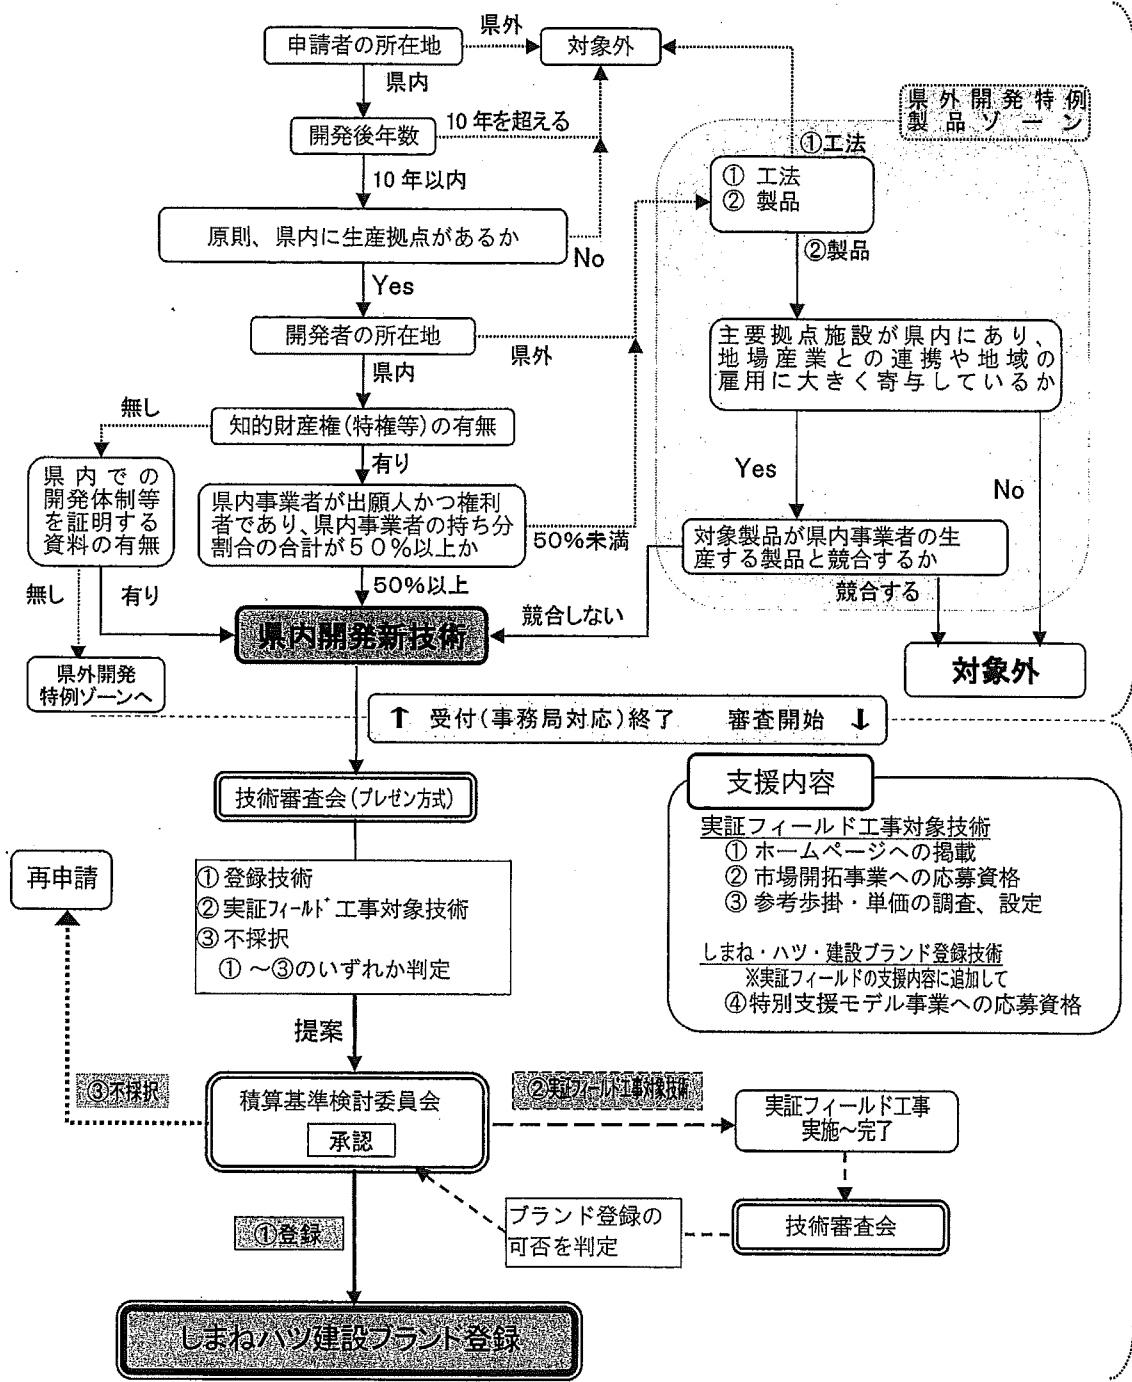 申請者の所在地
県外
対象外
県内
開発後年数
10年を超える
10年以内
原則、県内に生産拠点があるか
No
Yes
開発者の所在地
県外
県内
無し
知的財産権(特権等)の有無
有り
県内での
開発体制等
を証明する
資料の有無
県内事業者が出願人かつ権利
者であり、県内事業者の持ち分
割合の合計が50%以上か
50%未満
無し
有り
50%以上
県内開発新技術
県外開発
特例ゾーンへ
県外開発特例
製品ゾーン
①工法
① 工法
② 製品
②製品
主要拠点施設が県内にあり、
地場産業との連携や地域の
雇用に大きく寄与しているか
Yes
No
対象製品が県内事業者の生
産する製品と競合するか
競合しない
競合する
対象外
↑ 受付(事務局対応)終了 審査開始 ↓
技術審査会(プレゼン方式)
① 登録技術
② 実証フィールド工事対象技術
③ 不採択
① ~③のいずれか判定
再申請
提案
③不採択
積算基準検討委員会
承認
②実証フィールド工事対象技術
実証フィールド工事
実施~完了
技術審査会
ブランド登録の
可否を判定
①登録
しまねハツ建設ブランド登録
支援内容
実証フィールド工事対象技術
① ホームページへの掲載
② 市場開拓事業への応募資格
③ 参考歩掛・単価の調査、設定
しまね・ハツ・建設ブランド登録技術
※実証フィールドの支援内容に追加して
④特別支援モデル事業への応募資格